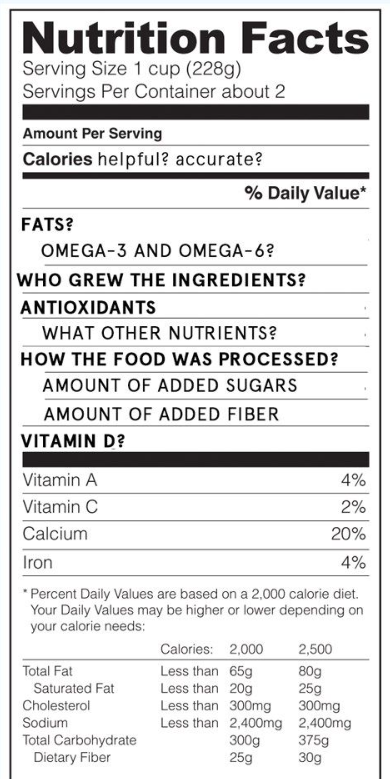 Nutrition Facts
Serving Size 1 cup (228g)
Servings Per Container about 2
Amount Per Serving
Calories helpful? accurate?
% Daily Value*
FATS?
OMEGA-3 AND OMEGA-6?
WHO GREW THE INGREDIENTS?
ANTIOXIDANTS
WHAT OTHER NUTRIENTS?
HOW THE FOOD WAS PROCESSED?
AMOUNT OF ADDED SUGARS
AMOUNT OF ADDED FIBER
VITAMIN D?
Vitamin A 4%
Vitamin C 2%
Calcium 20%
Iron 4%
* Percent Daily Values are based on a 2,000 calorie diet.
Your Daily Values may be higher or lower depending on
your calorie needs:
Calories: 2,000 2,500
Total Fat Less than 65g 80g
Saturated Fat Less than 20g 25g
Cholesterol Less than 300mg 300mg
Sodium Less than 2,400mg 2,400mg
Total Carbohydrate 300g 375g
Dietary Fiber 25g 30g